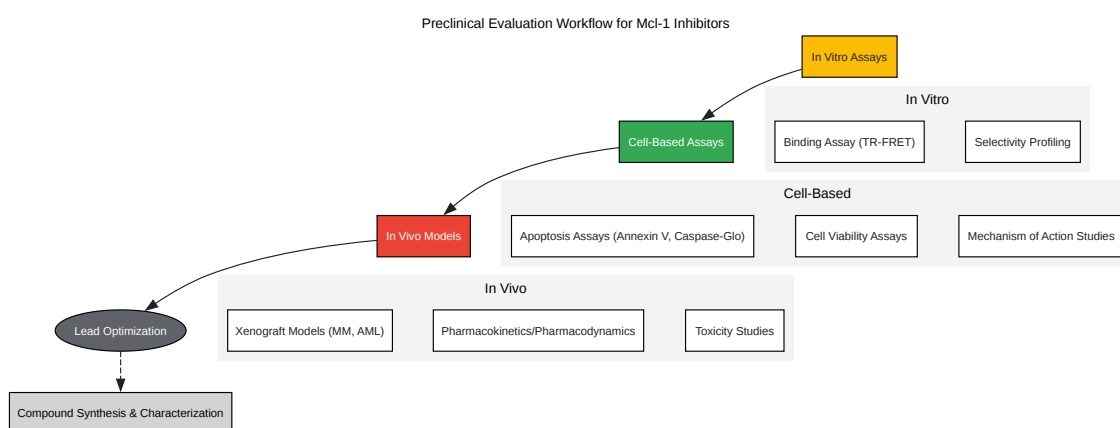 Preclinical Evaluation Workflow for Mcl-1 Inhibitors
In Vitro Assays
In Vitro
Cell-Based Assays
Binding Assay (TR-FRET)
Selectivity Profiling
Cell-Based
In Vivo Models
Apoptosis Assays (Annexin V, Caspase-Glo)
Cell Viability Assays
Mechanism of Action Studies
In Vivo
Lead Optimization
Xenograft Models (MM, AML)
Pharmacokinetics/Pharmacodynamics
Toxicity Studies
Compound Synthesis & Characterization